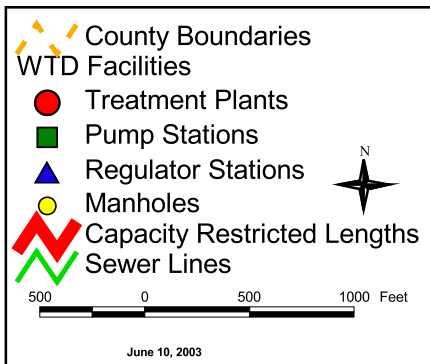 County Boundaries
WTD Facilities
Treatment Plants
Pump Stations
Regulator Stations
N
Manholes
Capacity Restricted Lengths
Sewer Lines
500 0 500 1000 Feet
June 10, 2003